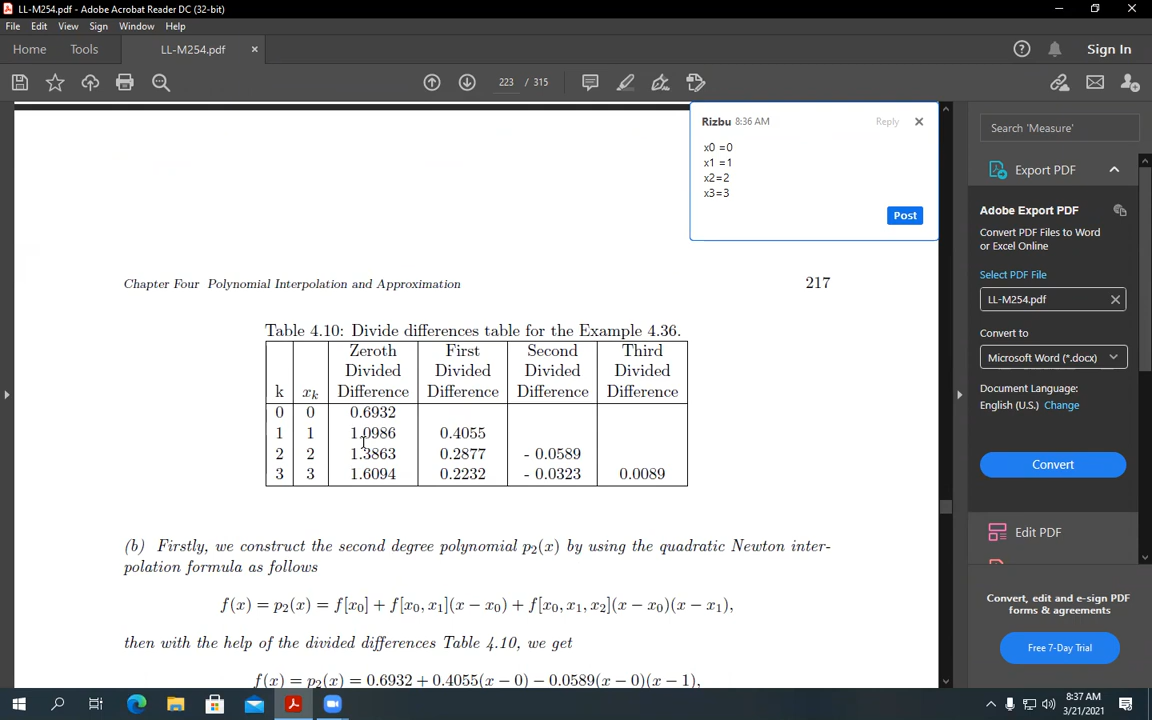 LL-M254.pdf - Adobe Acrobat Reader DC (32-bit)
File Edit View Sign Window Help
Home Tools LL-M254.pdf × Sign In
223 / 315
Rizbu 8:36 AM Reply
x0 =0
x1 =1
x2=2
x3=3
Post
Chapter Four Polynomial Interpolation and Approximation 217
Table 4.10: Divide differences table for the Example 4.36.
Zeroth First Second Third
Divided Divided Divided Divided
k xₖ Difference Difference Difference Difference
0 0 0.6932
1 1 1.0986 0.4055
2 2 1.3863 0.2877 - 0.0589
3 3 1.6094 0.2232 - 0.0323 0.0089
(b) Firstly, we construct the second degree polynomial p₂(x) by using the quadratic Newton inter-
polation formula as follows
f(x) = p₂(x) = f[x₀] + f[x₀, x₁](x − x₀) + f[x₀, x₁, x₂](x − x₀)(x − x₁),
then with the help of the divided differences Table 4.10, we get
f(x) = p₂(x) = 0.6932 + 0.4055(x − 0) − 0.0589(x − 0)(x − 1),
Search 'Measure'
Export PDF
Adobe Export PDF
Convert PDF Files to Word
or Excel Online
Select PDF File
LL-M254.pdf
Convert to
Microsoft Word (*.docx)
Document Language:
English (U.S.) Change
Convert
Edit PDF
Convert, edit and e-sign PDF
forms & agreements
Free 7-Day Trial
8:37 AM
3/21/2021